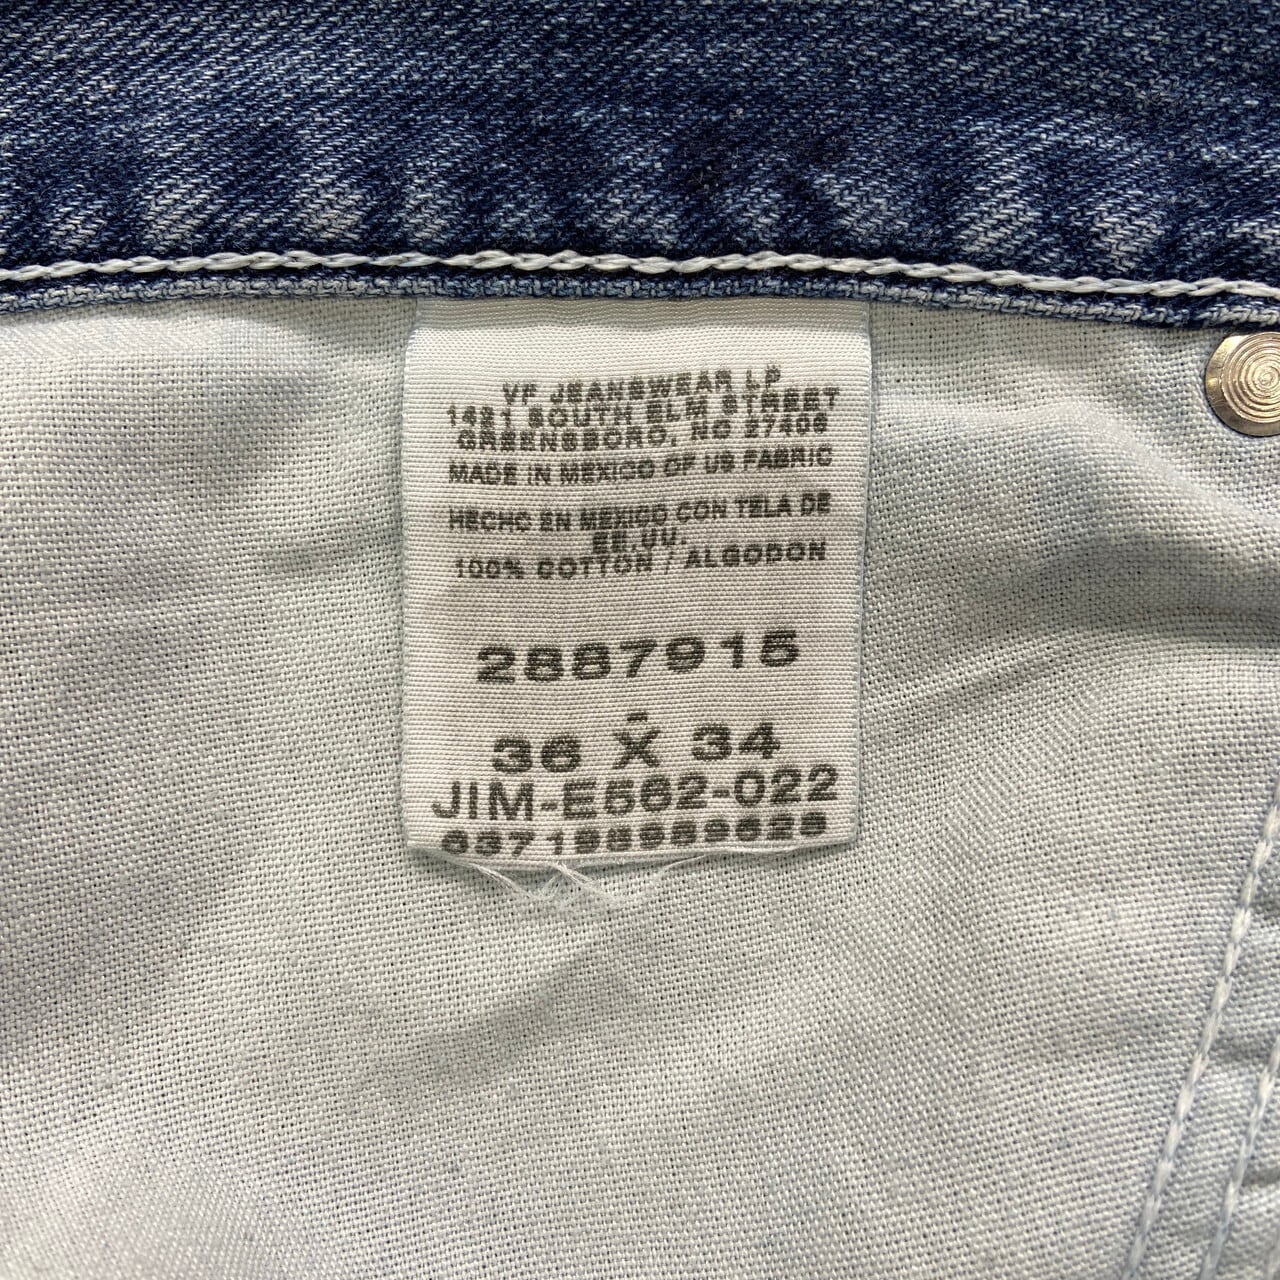 VF JEANSWEAR LP
1421 SOUTH ELM STREET
GREENSBORO, NC 27406
MADE IN MEXICO OF US FABRIC
HECHO EN MEXICO CON TELA DE
EE.UU.
100% COTTON / ALGODON
2887915
-
36 X 34
JIM-E562-022